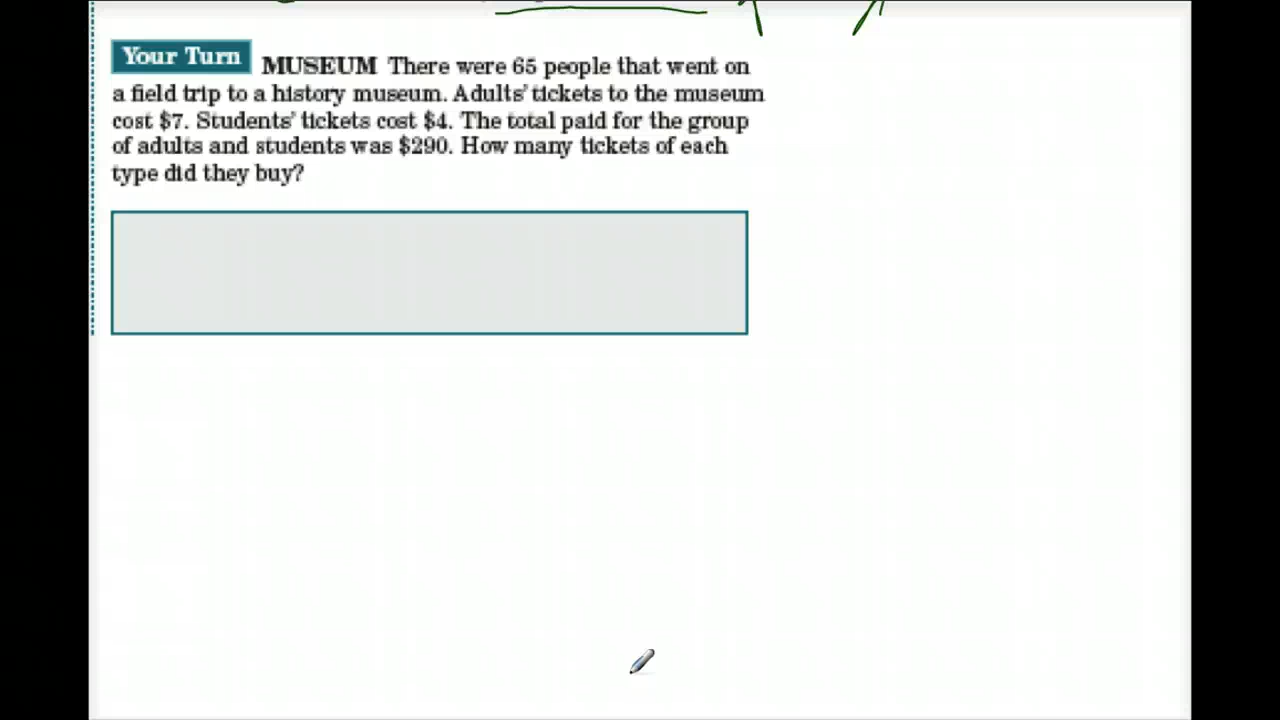 Your Turn MUSEUM There were 65 people that went on
a field trip to a history museum. Adults' tickets to the museum
cost $7. Students' tickets cost $4. The total paid for the group
of adults and students was $290. How many tickets of each
type did they buy?